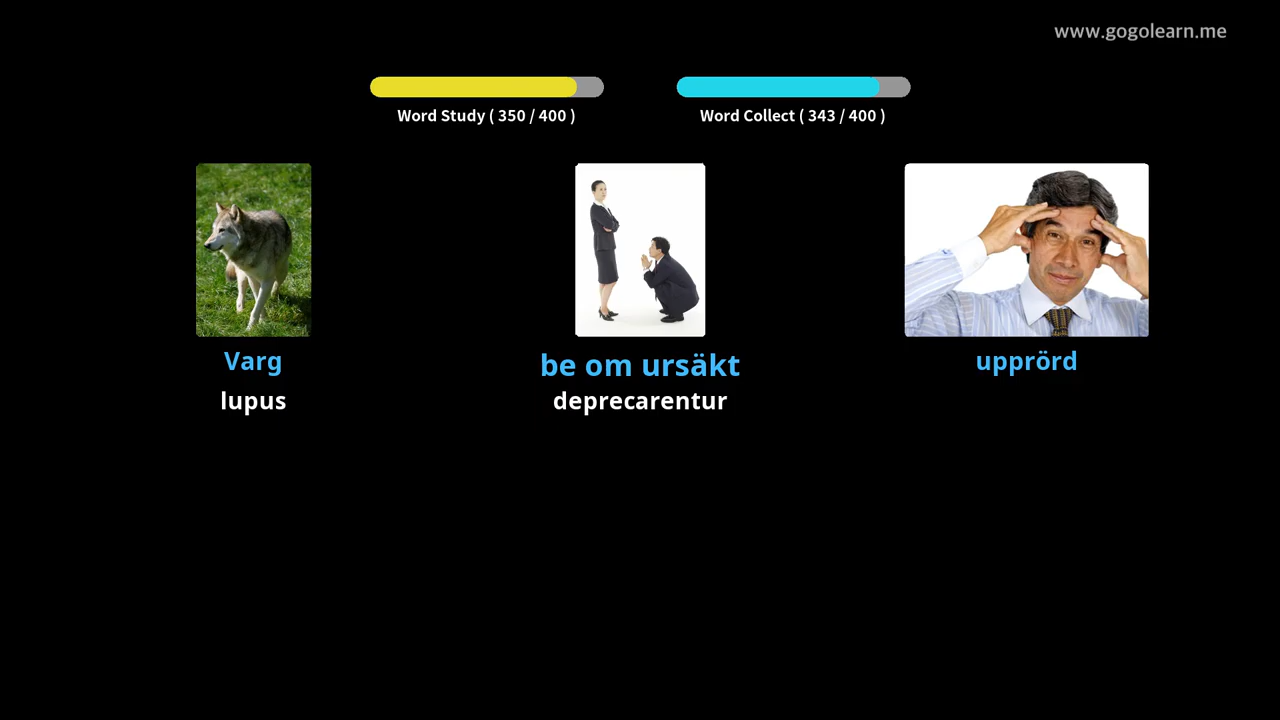 www.gogolearn.me
Word Study ( 350 / 400 )
Word Collect ( 343 / 400 )
Varg
lupus
be om ursäkt
deprecarentur
upprörd